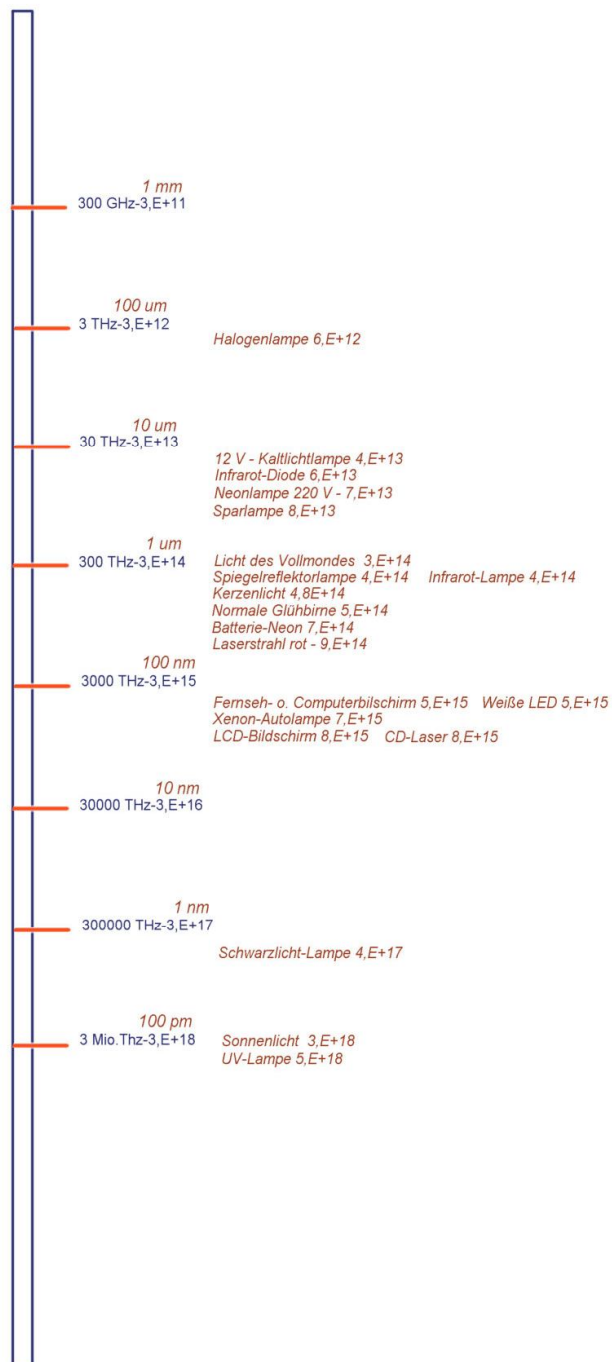 1 mm
300 GHz-3,E+11
100 um
3 THz-3,E+12
Halogenlampe 6,E+12
10 um
30 THz-3,E+13
12 V - Kaltlichtlampe 4,E+13
Infrarot-Diode 6,E+13
Neonlampe 220 V - 7,E+13
Sparlampe 8,E+13
1 um
300 THz-3,E+14
Licht des Vollmondes 3,E+14
Spiegelreflektorlampe 4,E+14 Infrarot-Lampe 4,E+14
Kerzenlicht 4,8E+14
Normale Glühbirne 5,E+14
Batterie-Neon 7,E+14
Laserstrahl rot - 9,E+14
100 nm
3000 THz-3,E+15
Fernseh- o. Computerbilschirm 5,E+15 Weiße LED 5,E+15
Xenon-Autolampe 7,E+15
LCD-Bildschirm 8,E+15 CD-Laser 8,E+15
10 nm
30000 THz-3,E+16
1 nm
300000 THz-3,E+17
Schwarzlicht-Lampe 4,E+17
100 pm
3 Mio.Thz-3,E+18 Sonnenlicht 3,E+18
UV-Lampe 5,E+18